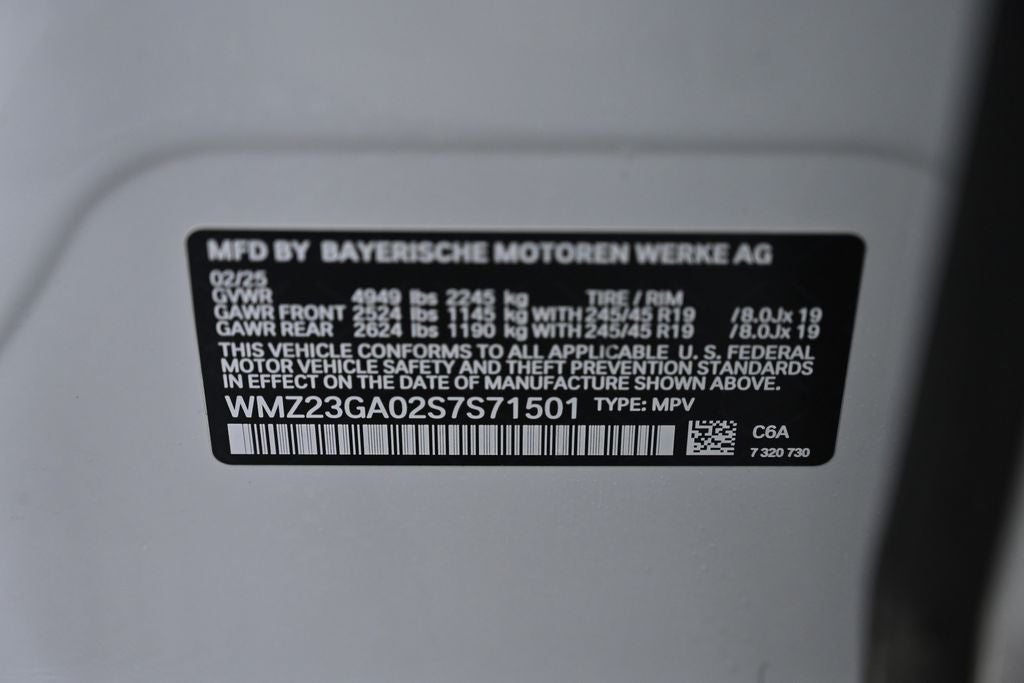 MFD BY BAYERISCHE MOTOREN WERKE AG
02/25
GVWR 4949 lbs 2245 kg TIRE / RIM
GAWR FRONT 2524 lbs 1145 kg WITH 245/45 R19 /8.0Jx 19
GAWR REAR 2624 lbs 1190 kg WITH 245/45 R19 /8.0Jx 19
THIS VEHICLE CONFORMS TO ALL APPLICABLE U. S. FEDERAL
MOTOR VEHICLE SAFETY AND THEFT PREVENTION STANDARDS
IN EFFECT ON THE DATE OF MANUFACTURE SHOWN ABOVE.
WMZ23GA02S7S71501 TYPE: MPV
C6A
7 320 730